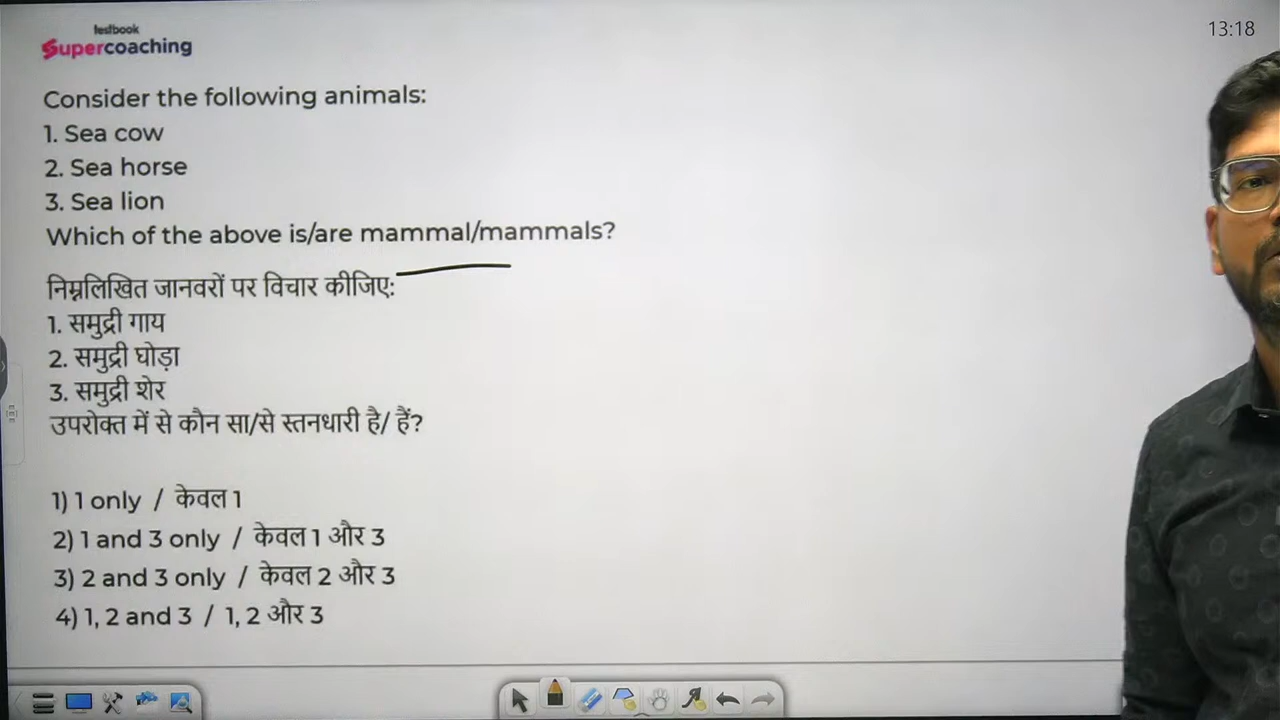 testbook
Supercoaching
13:18
Consider the following animals:
1. Sea cow
2. Sea horse
3. Sea lion
Which of the above is/are mammal/mammals?
निम्नलिखित जानवरों पर विचार कीजिए:
1. समुद्री गाय
2. समुद्री घोड़ा
3. समुद्री शेर
उपरोक्त में से कौन सा/से स्तनधारी है/ हैं?
1) 1 only / केवल 1
2) 1 and 3 only / केवल 1 और 3
3) 2 and 3 only / केवल 2 और 3
4) 1, 2 and 3 / 1, 2 और 3